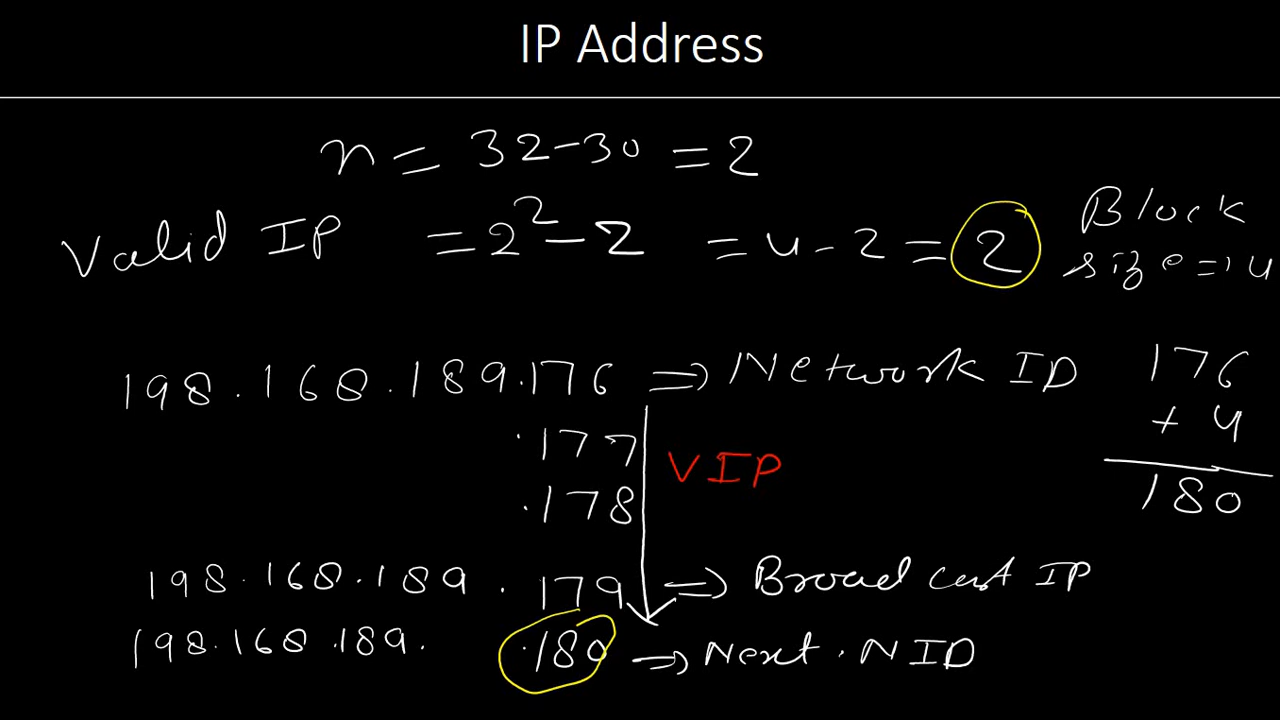 IP Address
n = 32-30 = 2
Valid IP = 2² - 2 = 4 - 2 = 2
Block
size => 4
198.168.189.176 => Network ID
.177
.178
VIP
198.168.189.179 => Broad cast IP
198.168.189. .180 => Next. NID
176
+ 4
180